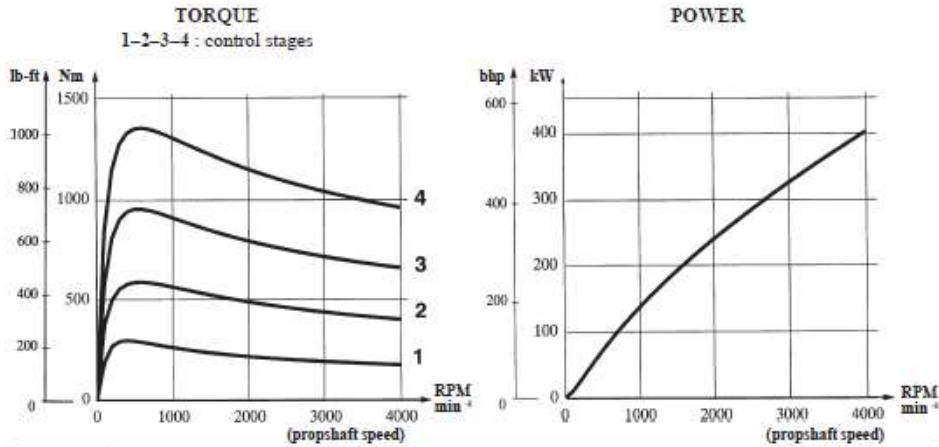 TORQUE
1–2–3–4 : control stages
lb-ft Nm
1500
1000
1000
800
600
500
400
200
0
0
4
3
2
1
0 1000 2000 3000 4000
RPM
min -1
(propshaft speed)
POWER
bhp kW
600
400
400
300
200
200
100
0
0 1000 2000 3000 4000
RPM
min -1
(propshaft speed)